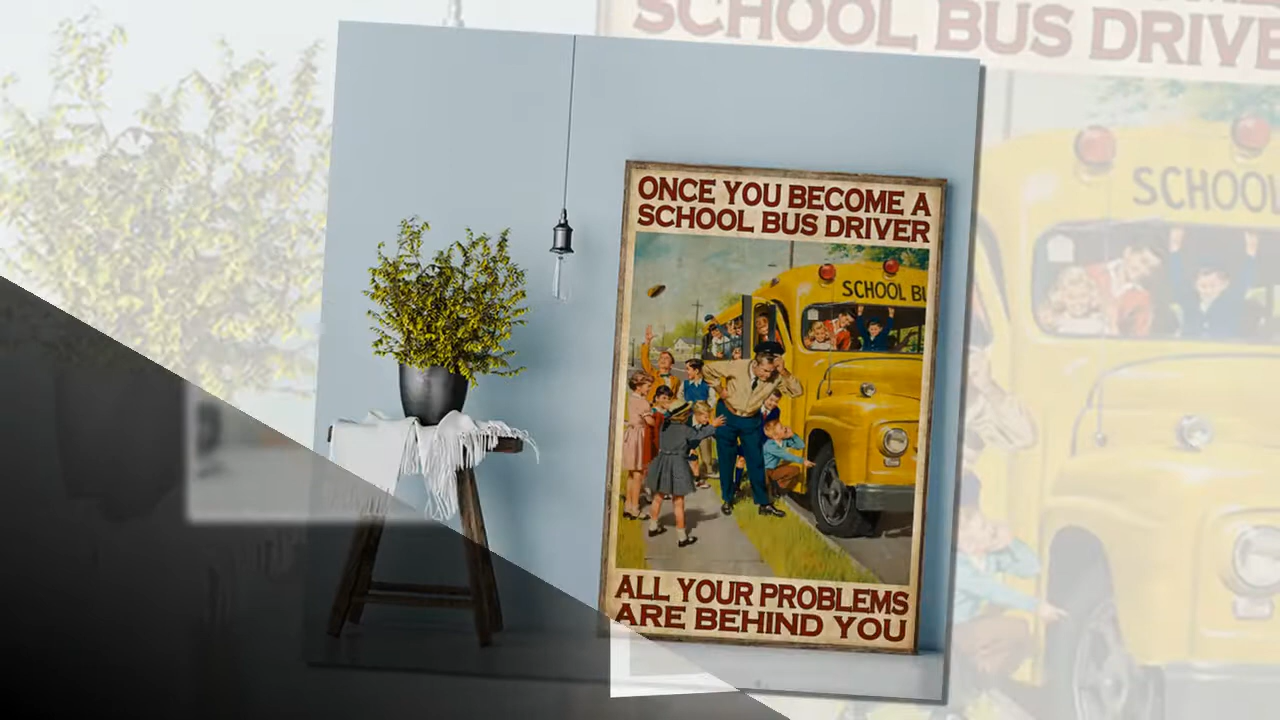 SCHOOL BUS DRIVE
SCHOOL
ONCE YOU BECOME A
SCHOOL BUS DRIVER
SCHOOL BU
ALL YOUR PROBLEMS
ARE BEHIND YOU